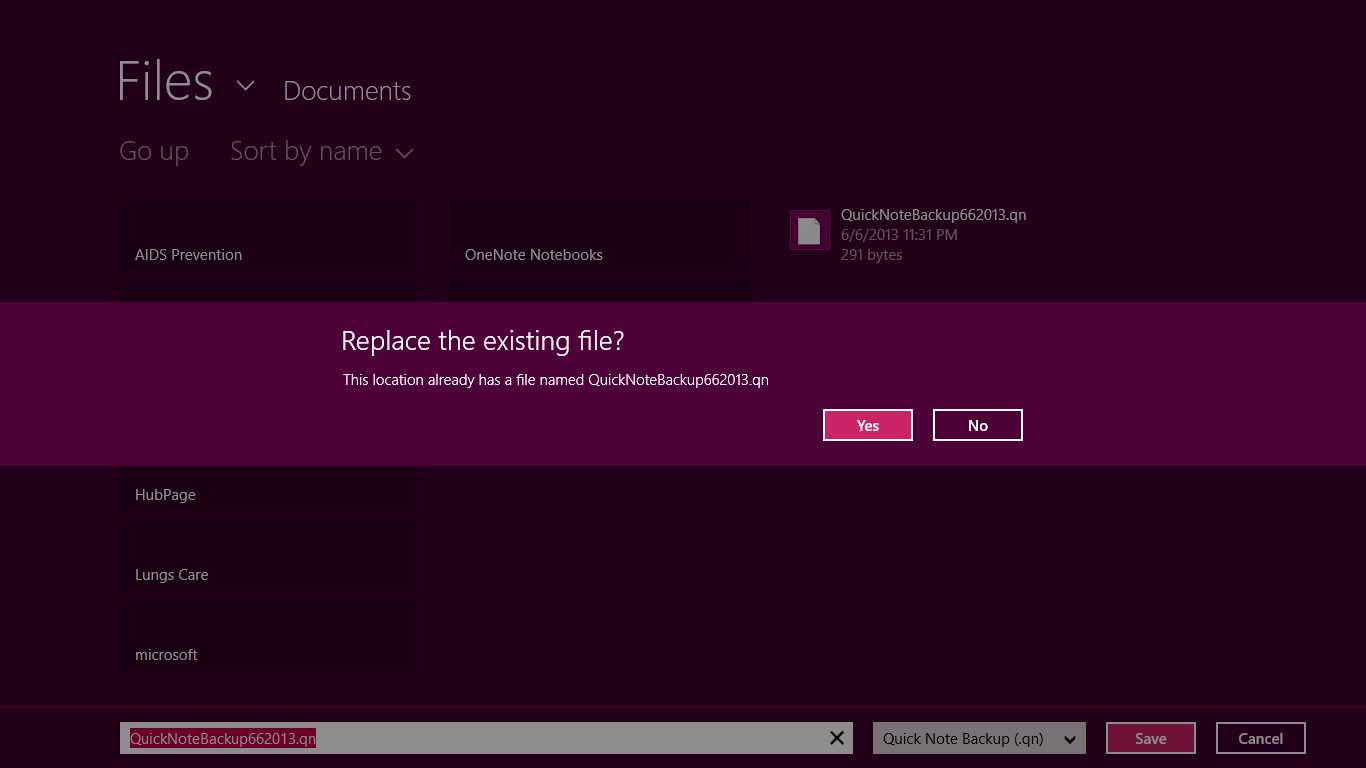 Files Documents
Go up Sort by name
AIDS Prevention
OneNote Notebooks
QuickNoteBackup662013.qn
6/6/2013 11:31 PM
291 bytes
Replace the existing file?
This location already has a file named QuickNoteBackup662013.qn
Yes No
HubPage
Lungs Care
microsoft
QuickNoteBackup662013.qn Quick Note Backup (.qn) Save Cancel